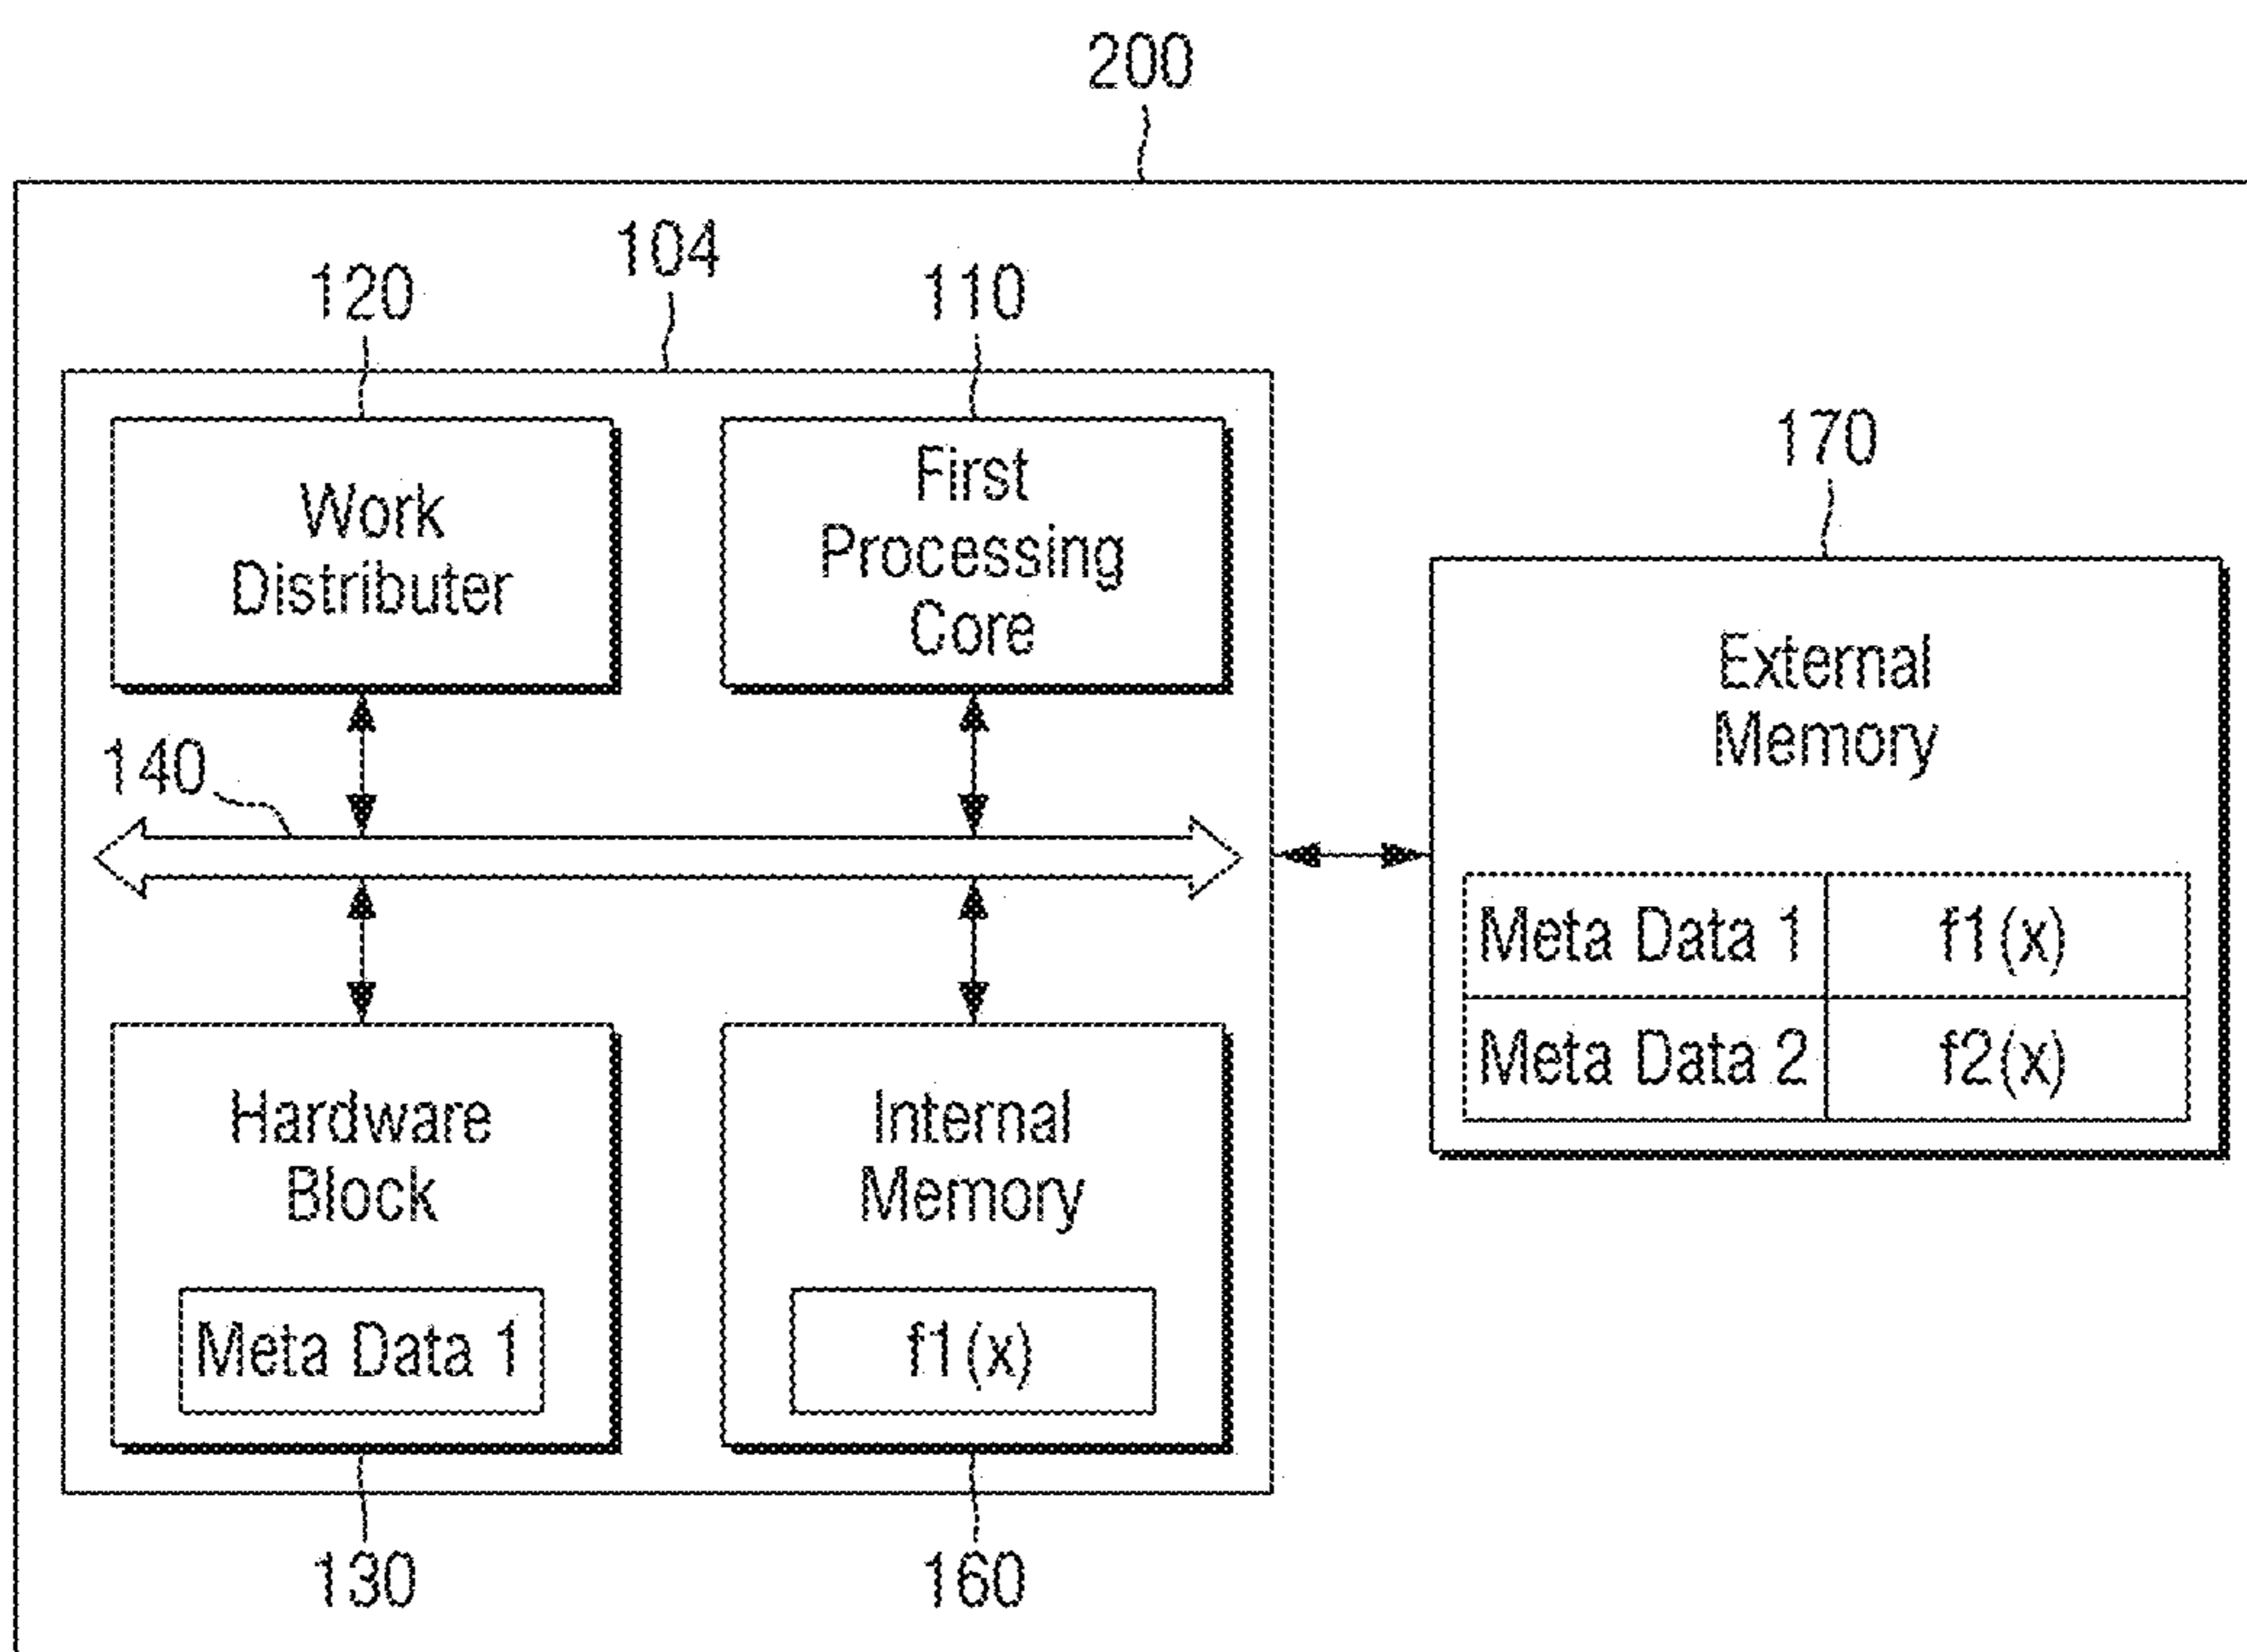 200
104
120
110
170
Work
Distributer
First
Processing
Core
External
Memory
140
Meta Data 1
f1(x)
Meta Data 2
f2(x)
Hardware
Block
Meta Data 1
Internal
Memory
f1(x)
130
160